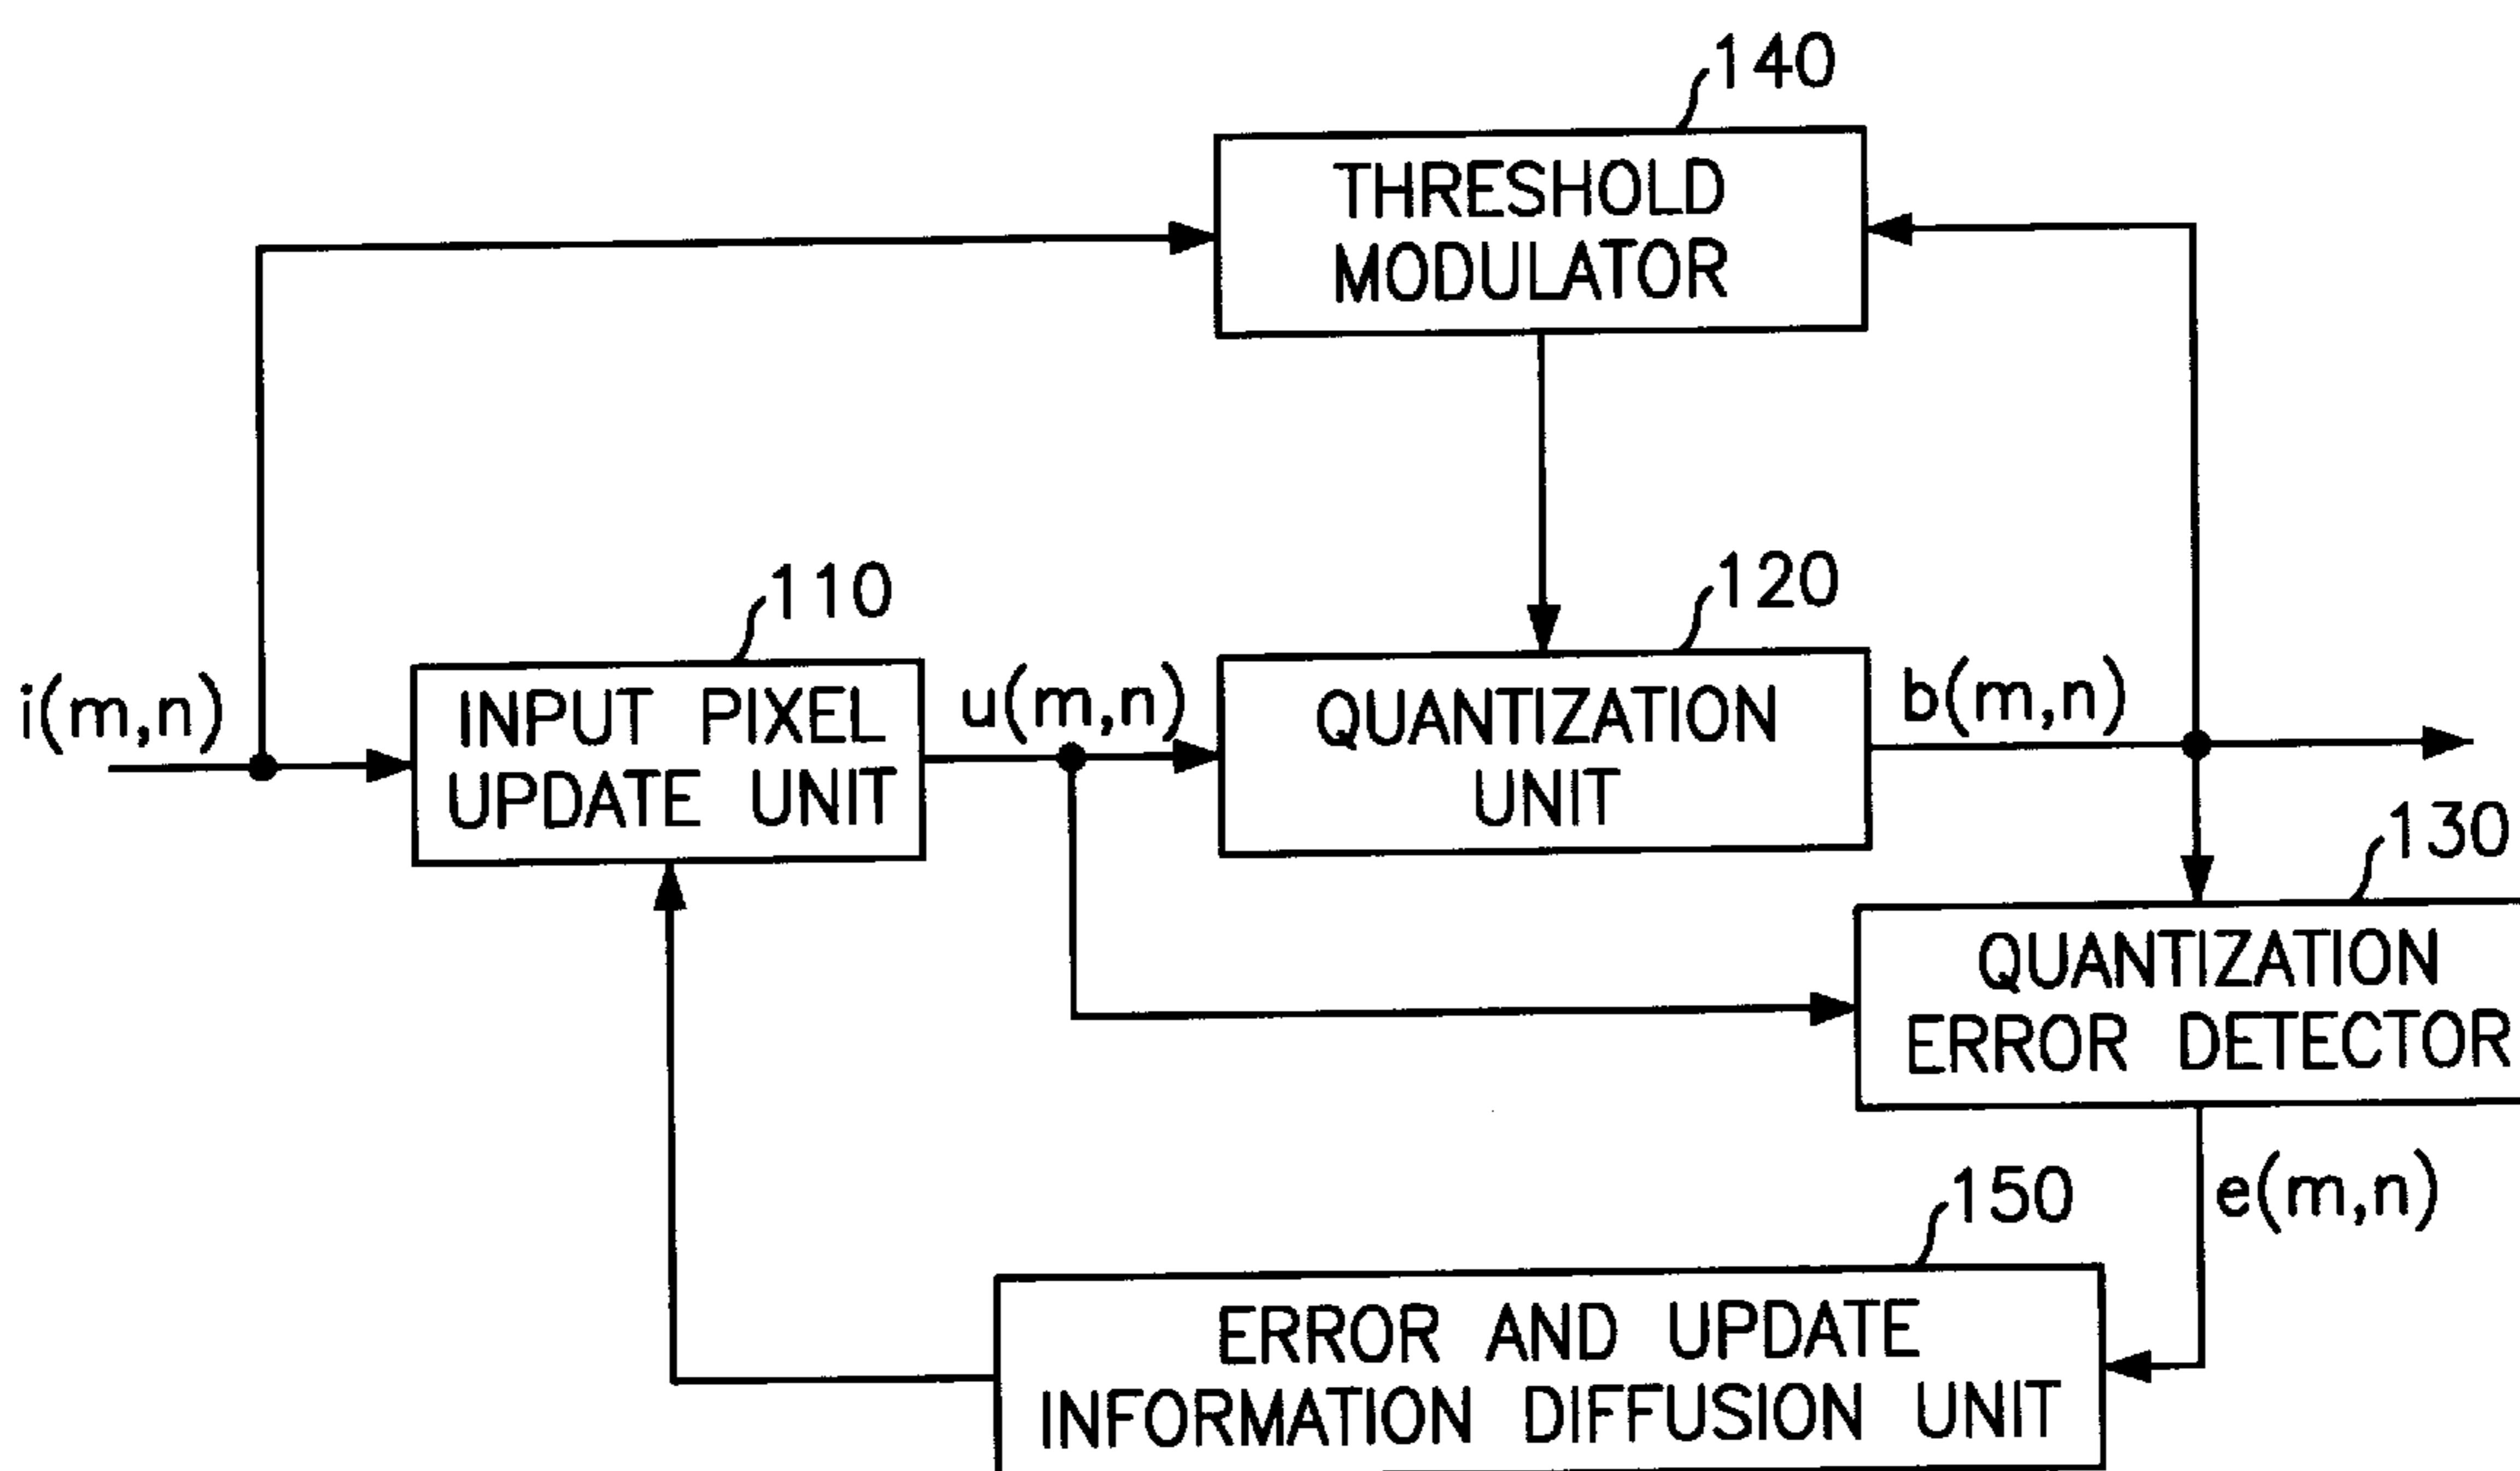 140
THRESHOLD
MODULATOR
110
120
i(m,n)
INPUT PIXEL
UPDATE UNIT
u(m,n)
QUANTIZATION
UNIT
b(m,n)
130
QUANTIZATION
ERROR DETECTOR
e(m,n)
150
ERROR AND UPDATE
INFORMATION DIFFUSION UNIT